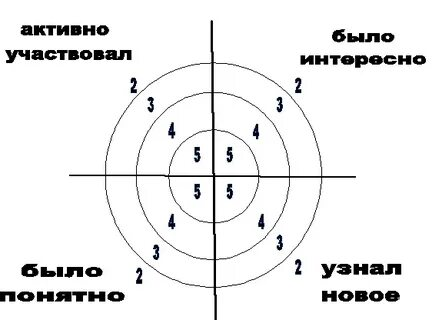 активно
участвовал
было
интересно
2
2
3
3
4
4
5
5
5
5
4
4
3
3
2
2
было
понятно
узнал
новое